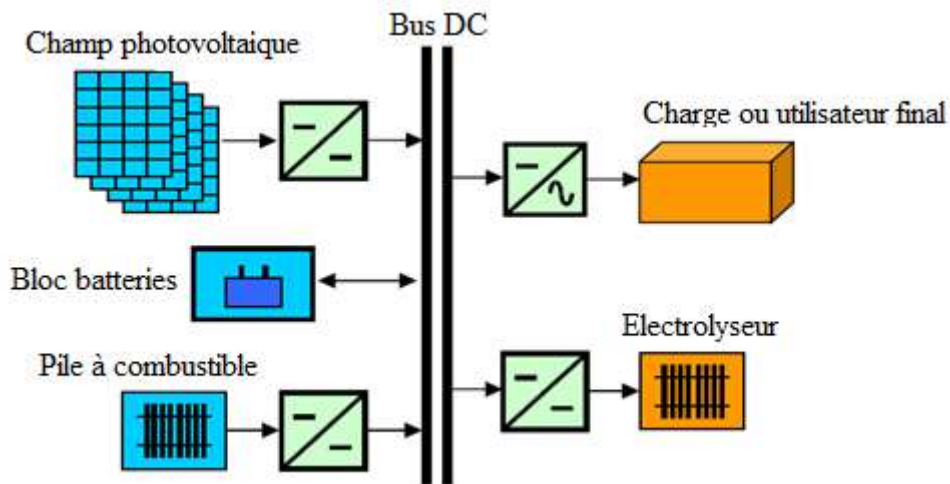 Bus DC
Champ photovoltaique
Charge ou utilisateur final
Bloc batteries
Electrolyseur
Pile à combustible